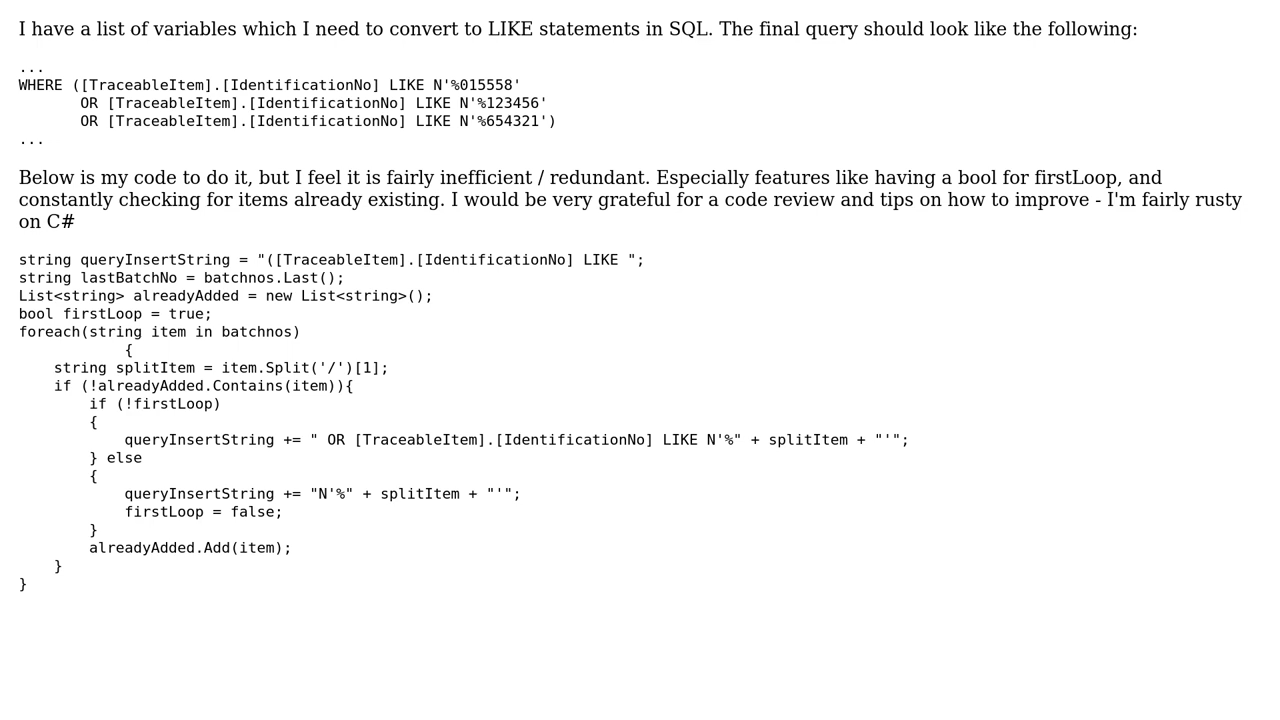 I have a list of variables which I need to convert to LIKE statements in SQL. The final query should look like the following:
...
WHERE ([TraceableItem].[IdentificationNo] LIKE N'%015558'
       OR [TraceableItem].[IdentificationNo] LIKE N'%123456'
       OR [TraceableItem].[IdentificationNo] LIKE N'%654321')
...
Below is my code to do it, but I feel it is fairly inefficient / redundant. Especially features like having a bool for firstLoop, and
constantly checking for items already existing. I would be very grateful for a code review and tips on how to improve - I'm fairly rusty
on C#
string queryInsertString = "([TraceableItem].[IdentificationNo] LIKE ";
string lastBatchNo = batchnos.Last();
List<string> alreadyAdded = new List<string>();
bool firstLoop = true;
foreach(string item in batchnos)
            {
    string splitItem = item.Split('/')[1];
    if (!alreadyAdded.Contains(item)){
        if (!firstLoop)
        {
            queryInsertString += " OR [TraceableItem].[IdentificationNo] LIKE N'%" + splitItem + "'";
        } else
        {
            queryInsertString += "N'%" + splitItem + "'";
            firstLoop = false;
        }
        alreadyAdded.Add(item);
    }
}